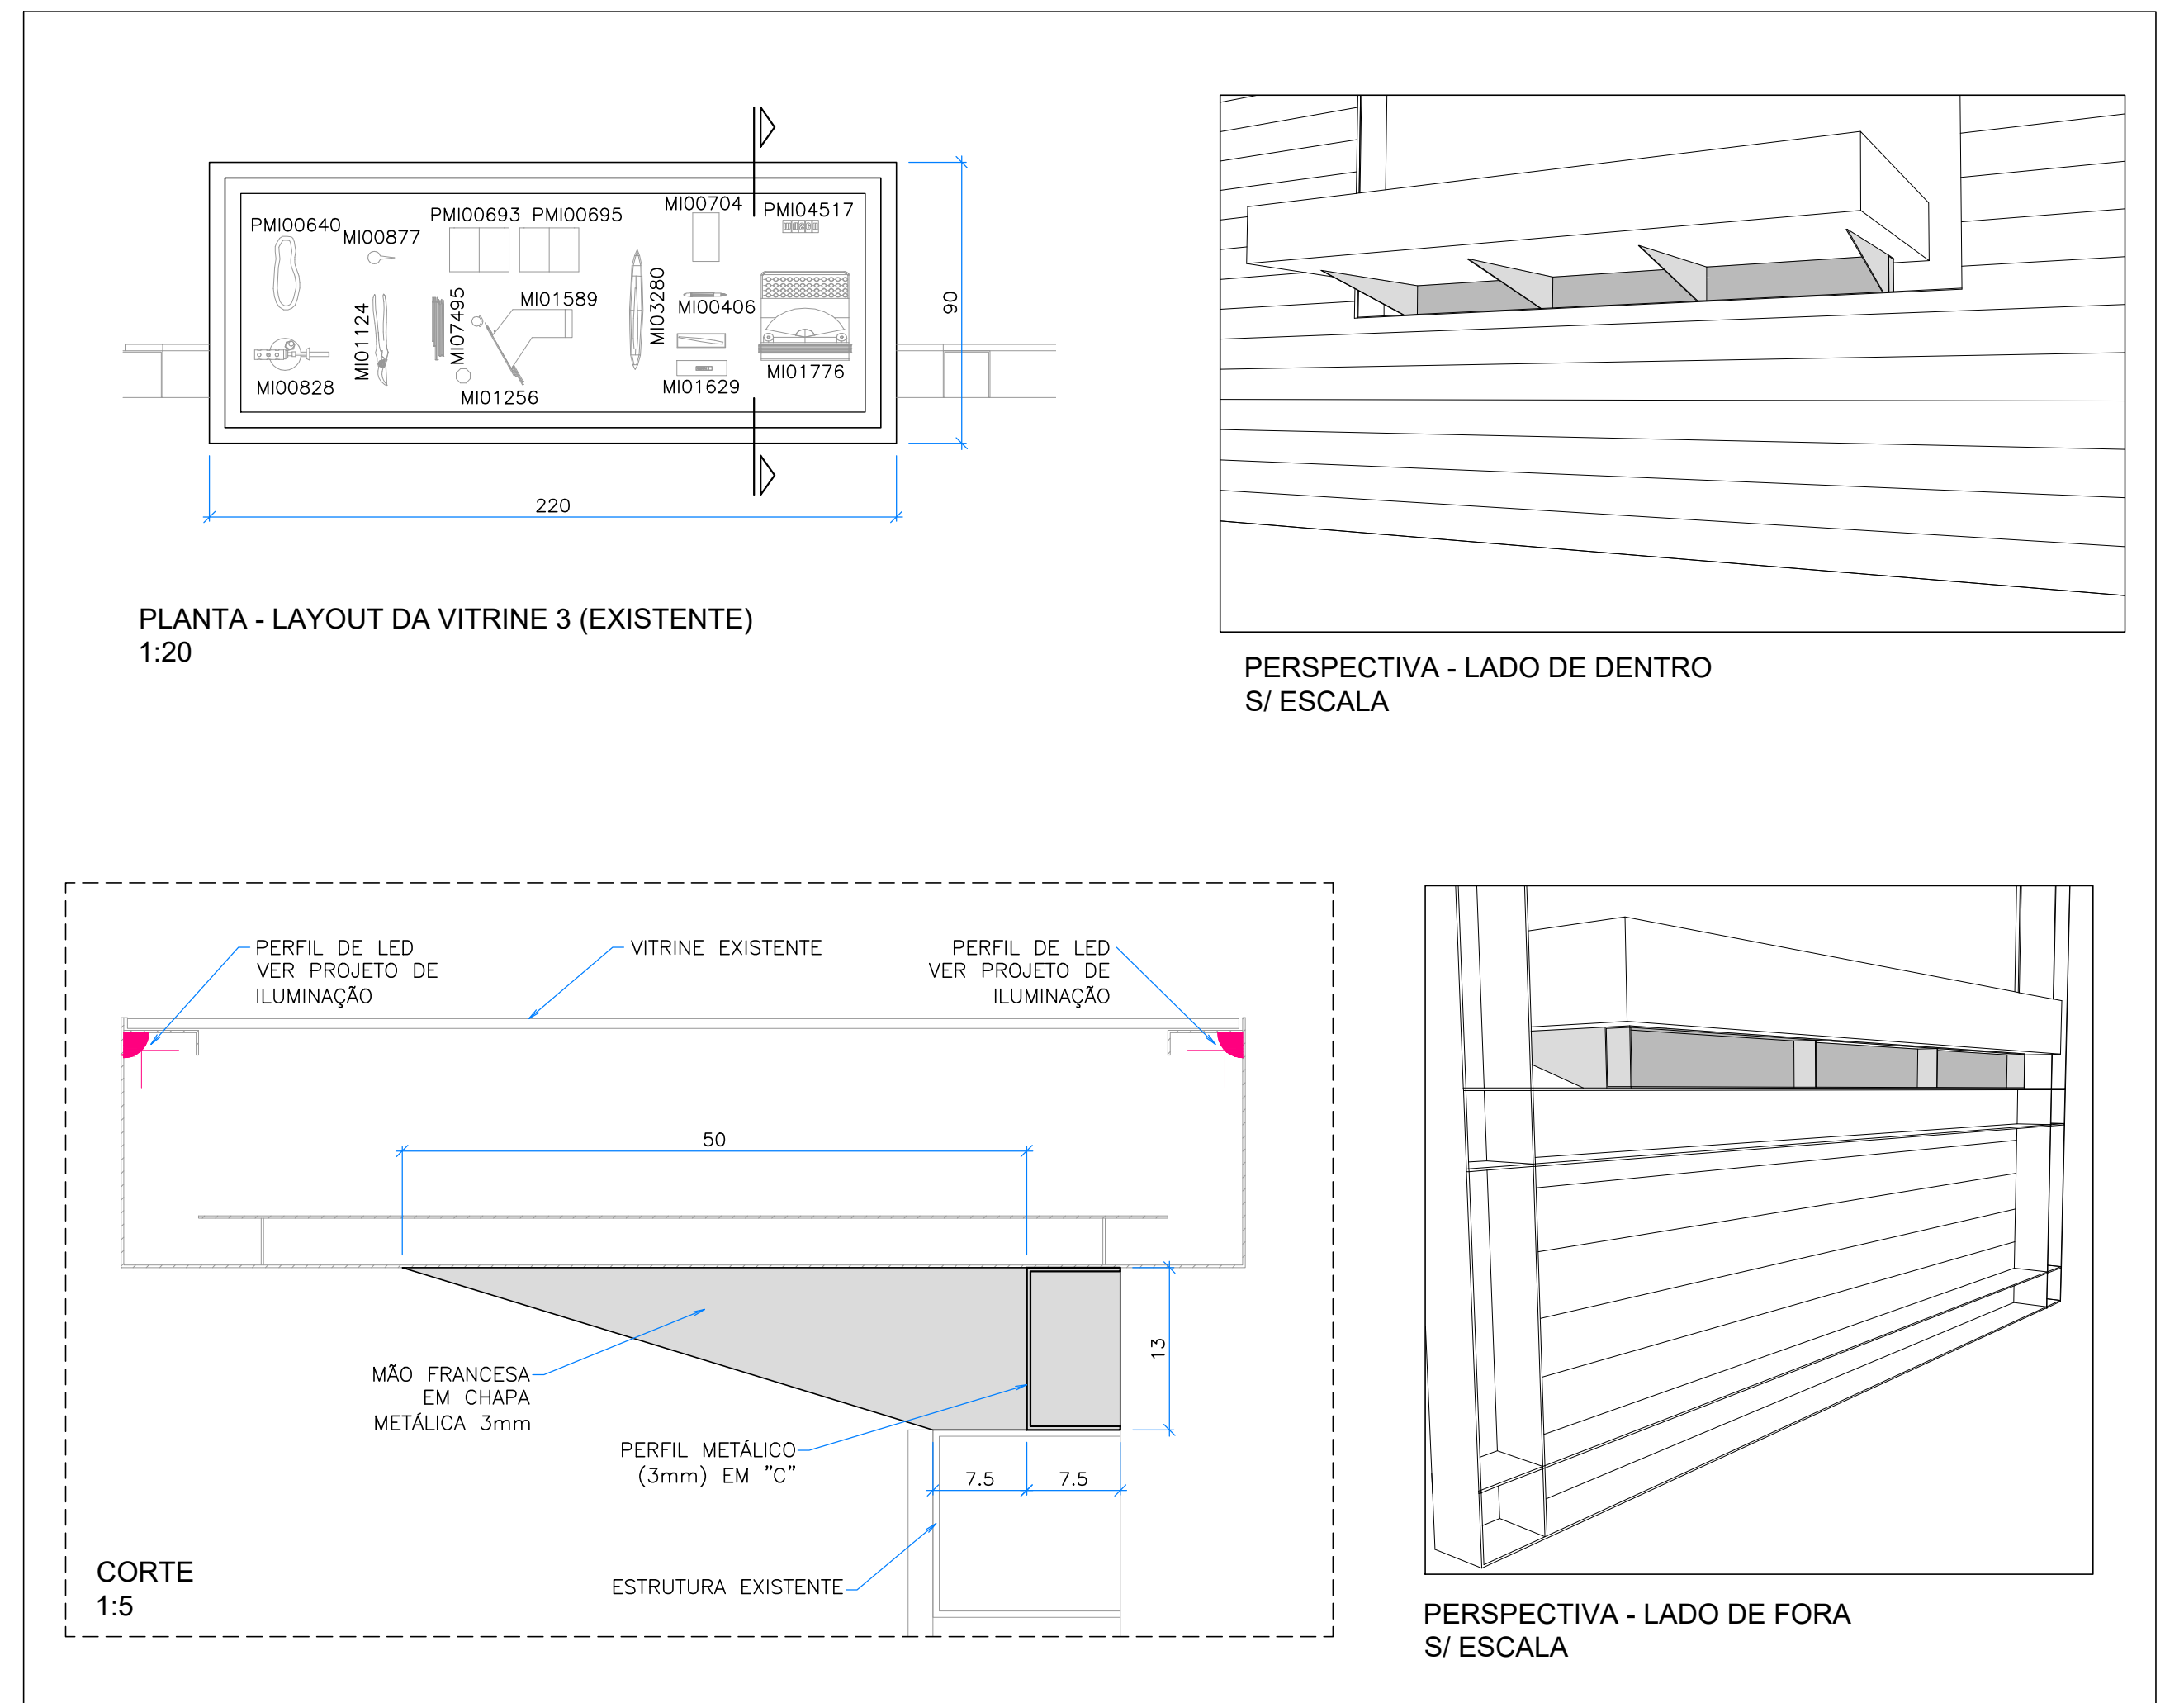 MI00704
PMI04517
PMI00693 PMI00695
PMI00640
MI00877
MI01589
MI03280
MI00406
MI07495
MI01124
MI01776
MI01629
MI00828
MI01256
90
220
PLANTA - LAYOUT DA VITRINE 3 (EXISTENTE)
1:20
PERSPECTIVA - LADO DE DENTRO
S/ ESCALA
PERFIL DE LED
VER PROJETO DE
ILUMINAÇÃO
VITRINE EXISTENTE
PERFIL DE LED
VER PROJETO DE
ILUMINAÇÃO
50
13
MÃO FRANCESA
EM CHAPA
METÁLICA 3mm
PERFIL METÁLICO
(3mm) EM "C"
7.5
7.5
ESTRUTURA EXISTENTE
CORTE
1:5
PERSPECTIVA - LADO DE FORA
S/ ESCALA